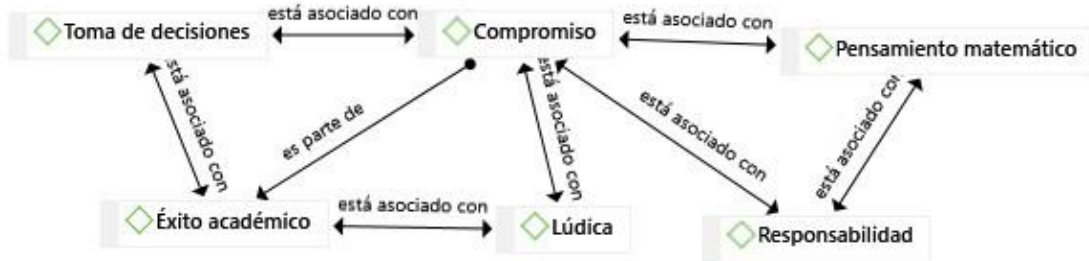 está asociado con
está asociado con
Toma de decisiones
Compromiso
Pensamiento matemático
está asociado con
es parte de
está asociado con
está asociado con
está asociado con
está asociado con
Éxito académico
Lúdica
Responsabilidad